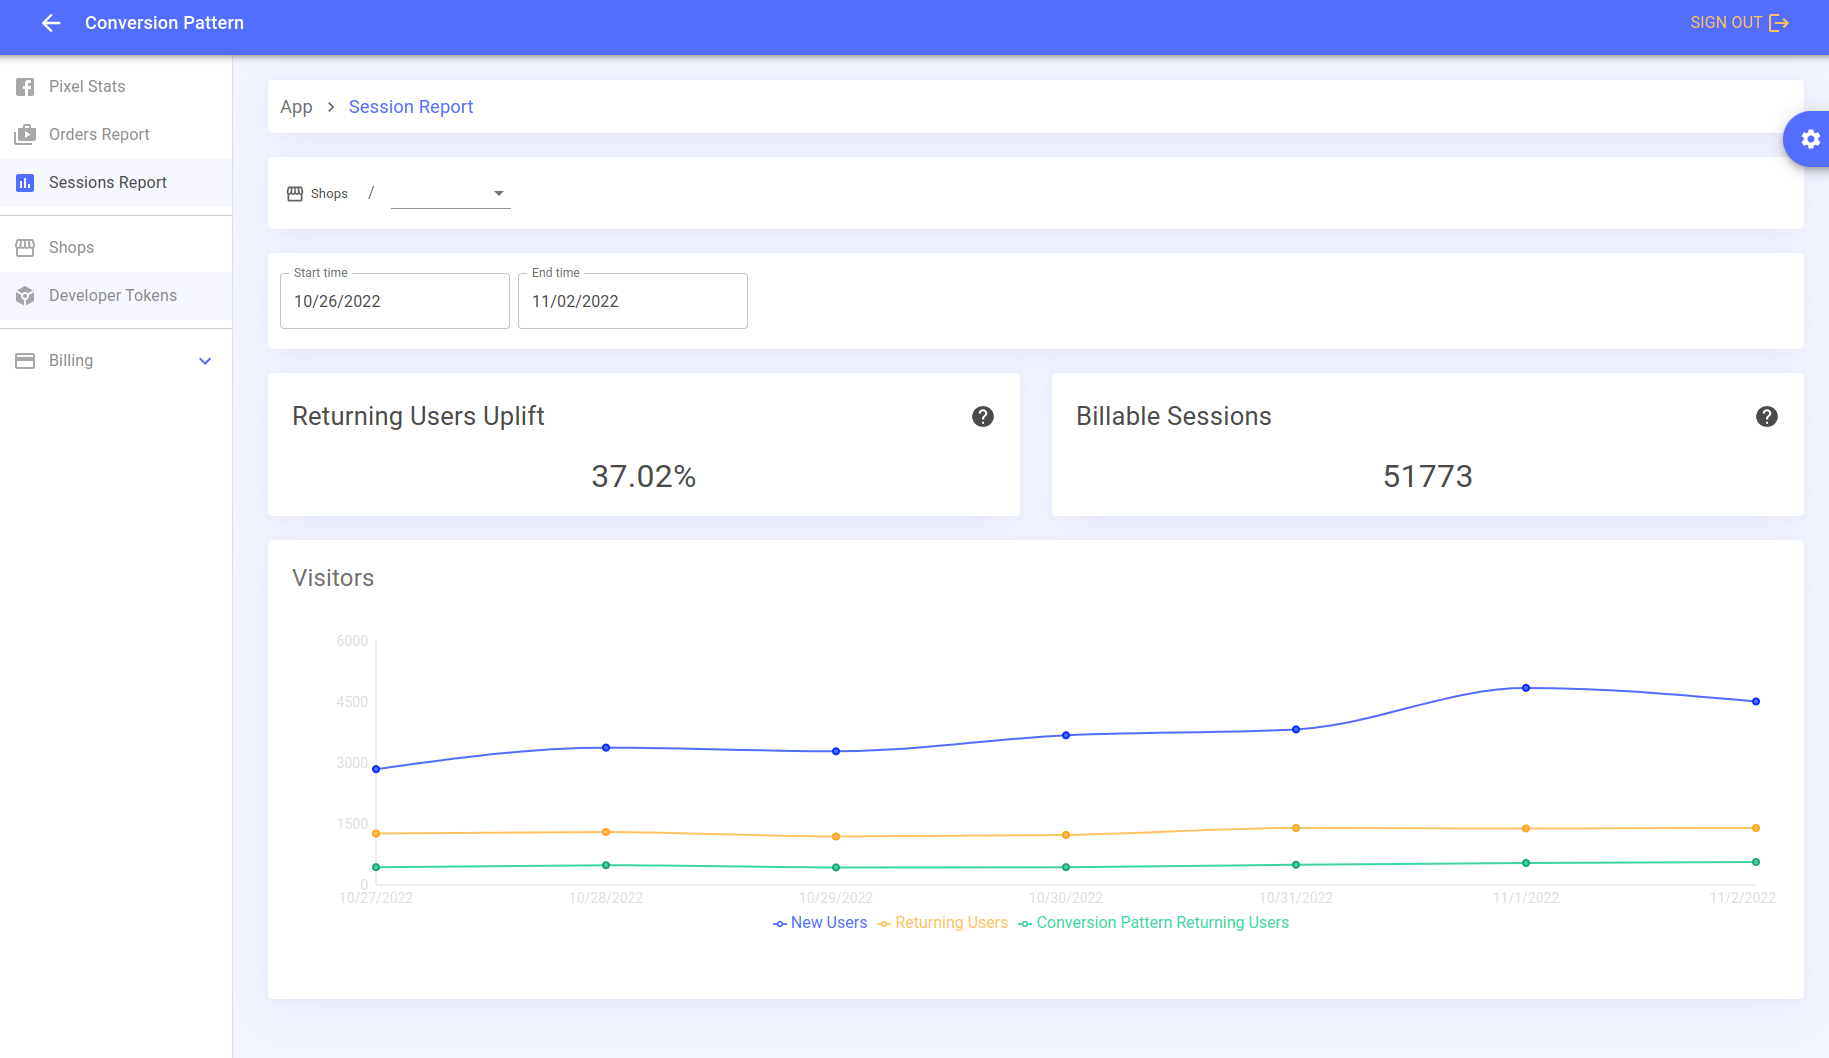 Conversion Pattern
SIGN OUT
Pixel Stats
Orders Report
Sessions Report
Shops
Developer Tokens
Billing
App > Session Report
Shops /
Start time
10/26/2022
End time
11/02/2022
Returning Users Uplift
37.02%
Billable Sessions
51773
Visitors
6000
4500
3000
1500
0
10/27/2022 10/28/2022 10/29/2022 10/30/2022 10/31/2022 11/1/2022 11/2/2022
New Users Returning Users Conversion Pattern Returning Users